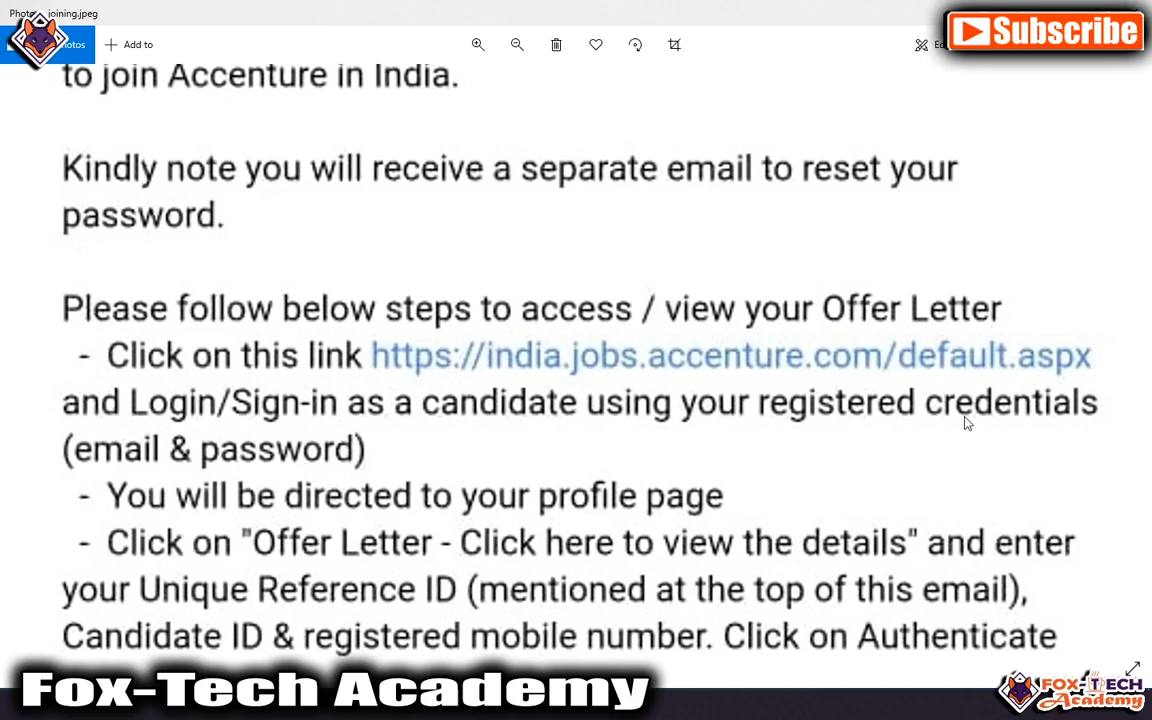 Photo
joining.jpeg
otos
Add to
Subscribe
to join Accenture in India.
Kindly note you will receive a separate email to reset your
password.
Please follow below steps to access / view your Offer Letter
- Click on this link https://india.jobs.accenture.com/default.aspx
and Login/Sign-in as a candidate using your registered credentials
(email & password)
- You will be directed to your profile page
- Click on "Offer Letter - Click here to view the details" and enter
your Unique Reference ID (mentioned at the top of this email),
Candidate ID & registered mobile number. Click on Authenticate
Fox-Tech Academy
FOX-TECH
Academy